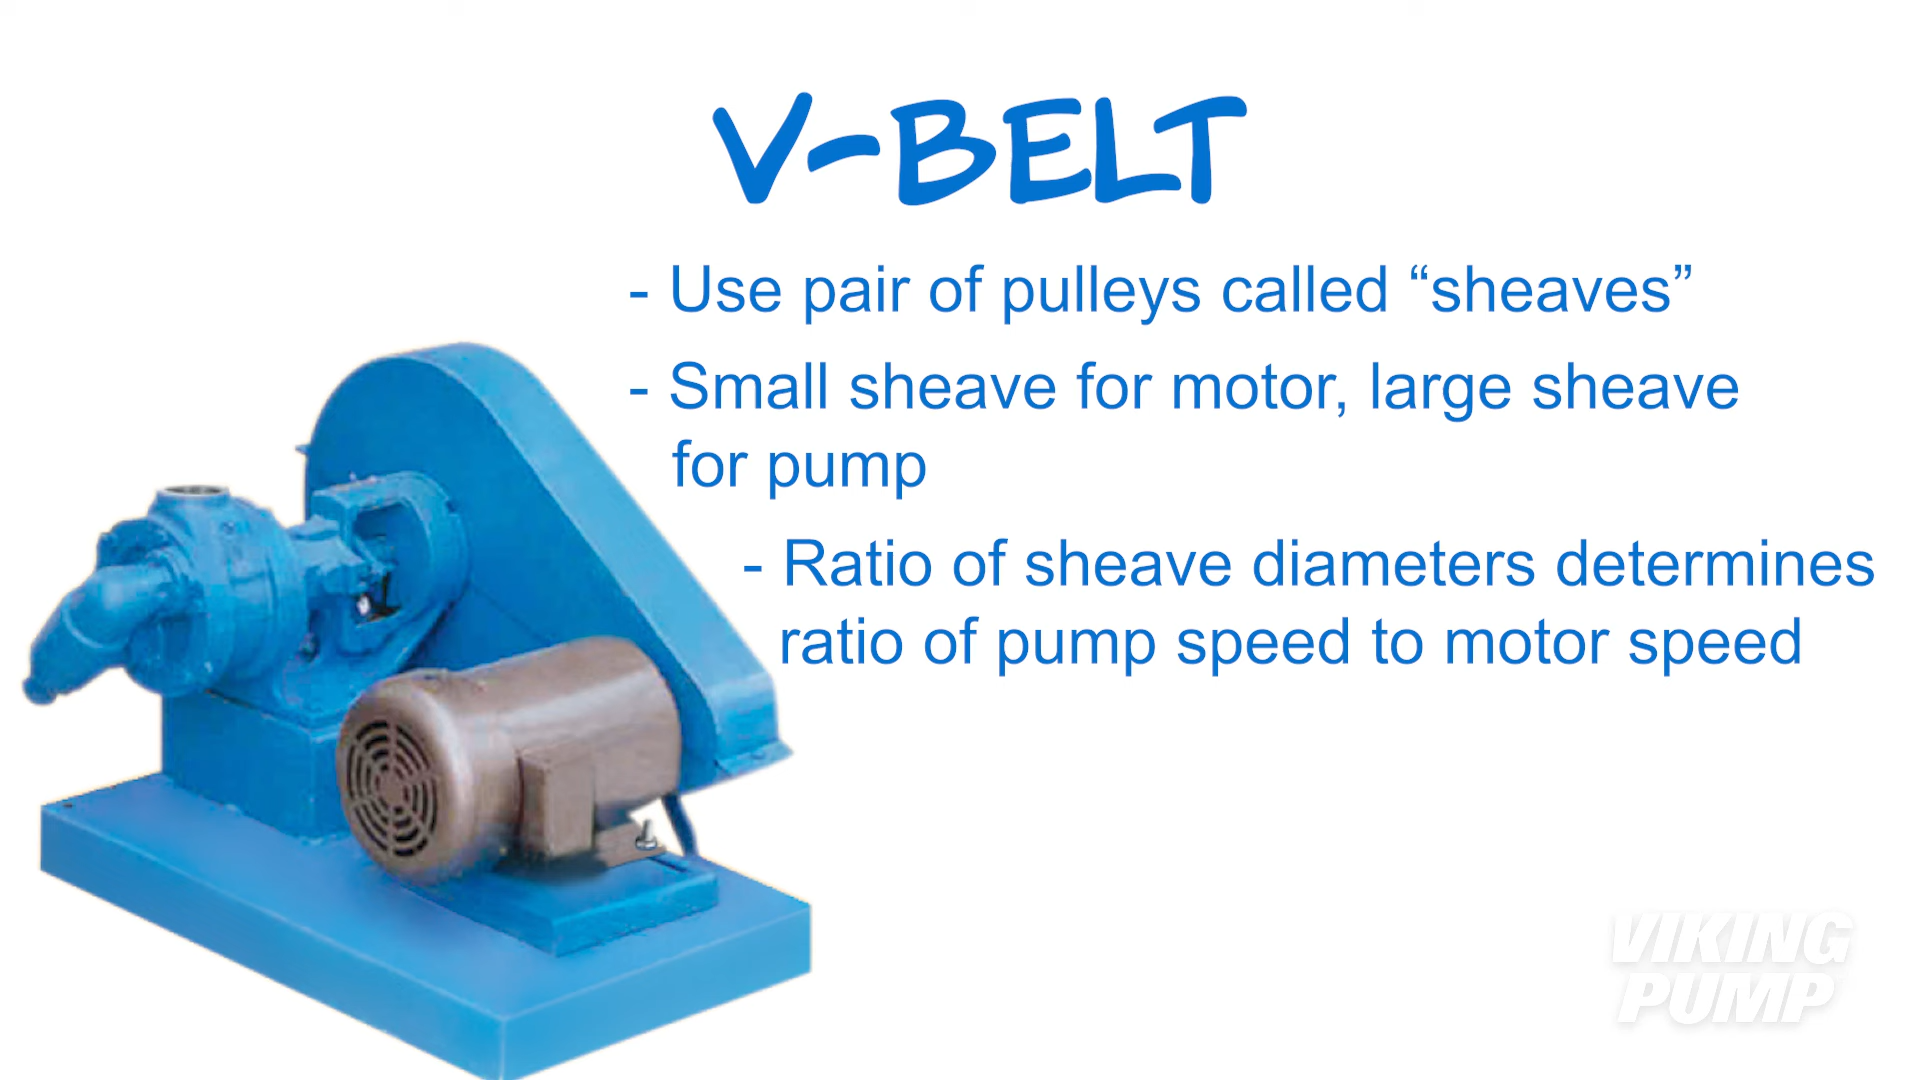 V-BELT
- Use pair of pulleys called “sheaves”
- Small sheave for motor, large sheave
for pump
- Ratio of sheave diameters determines
ratio of pump speed to motor speed
VIKING
PUMP